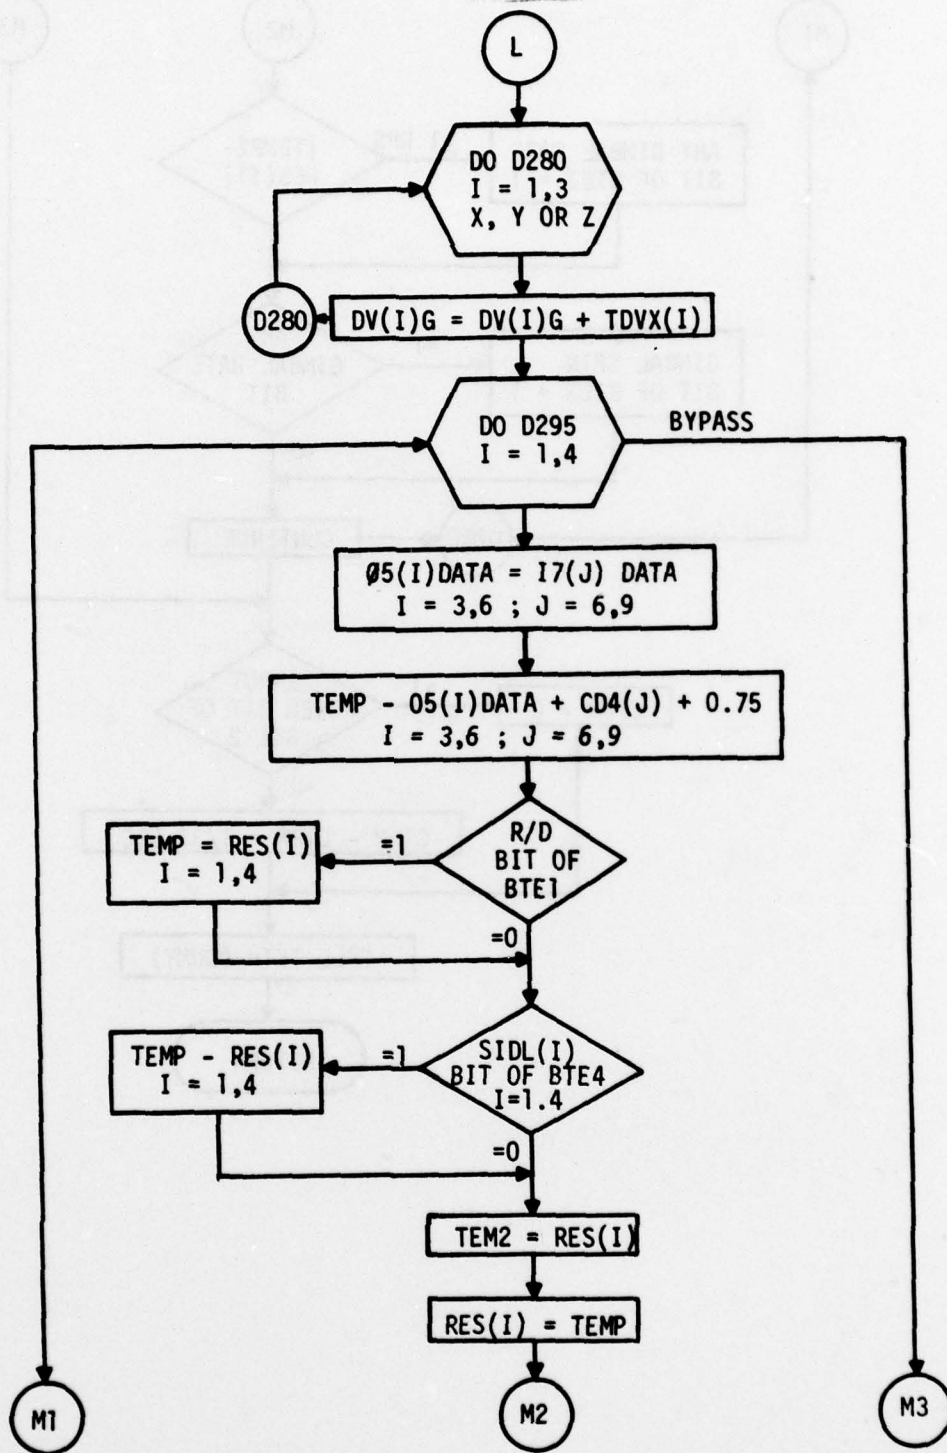 L
DO D280
I = 1,3
X, Y OR Z
D280
DV(I)G = DV(I)G + TDVX(I)
DO D295
I = 1,4
BYPASS
Ø5(I)DATA = I7(J) DATA
I = 3,6 ; J = 6,9
TEMP - 05(I)DATA + CD4(J) + 0.75
I = 3,6 ; J = 6,9
R/D
BIT OF
BTE1
=1
TEMP = RES(I)
I = 1,4
=0
SIDL(I)
BIT OF BTE4
I=1.4
=1
TEMP - RES(I)
I = 1,4
=0
TEM2 = RES(I)
RES(I) = TEMP
M1
M2
M3